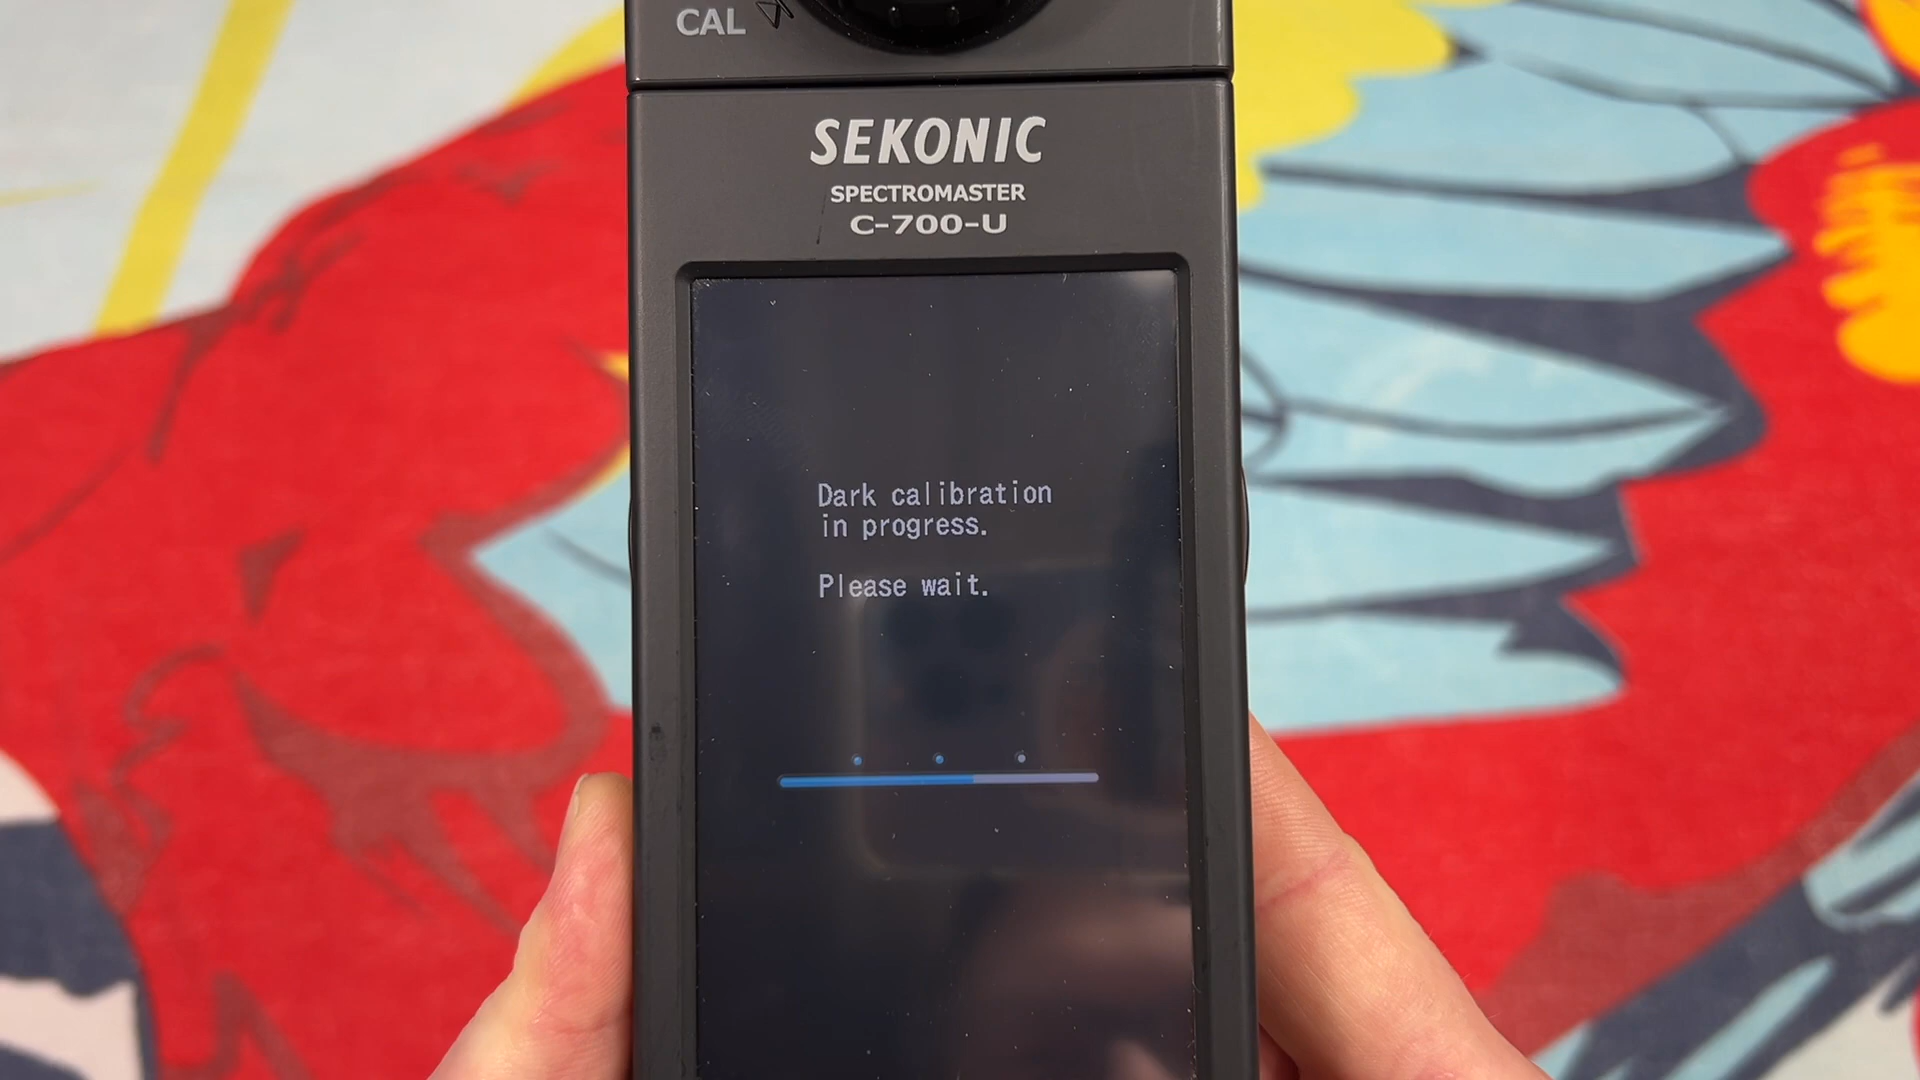 CAL
SEKONIC
SPECTROMASTER
C-700-U
Dark calibration
in progress.
Please wait.